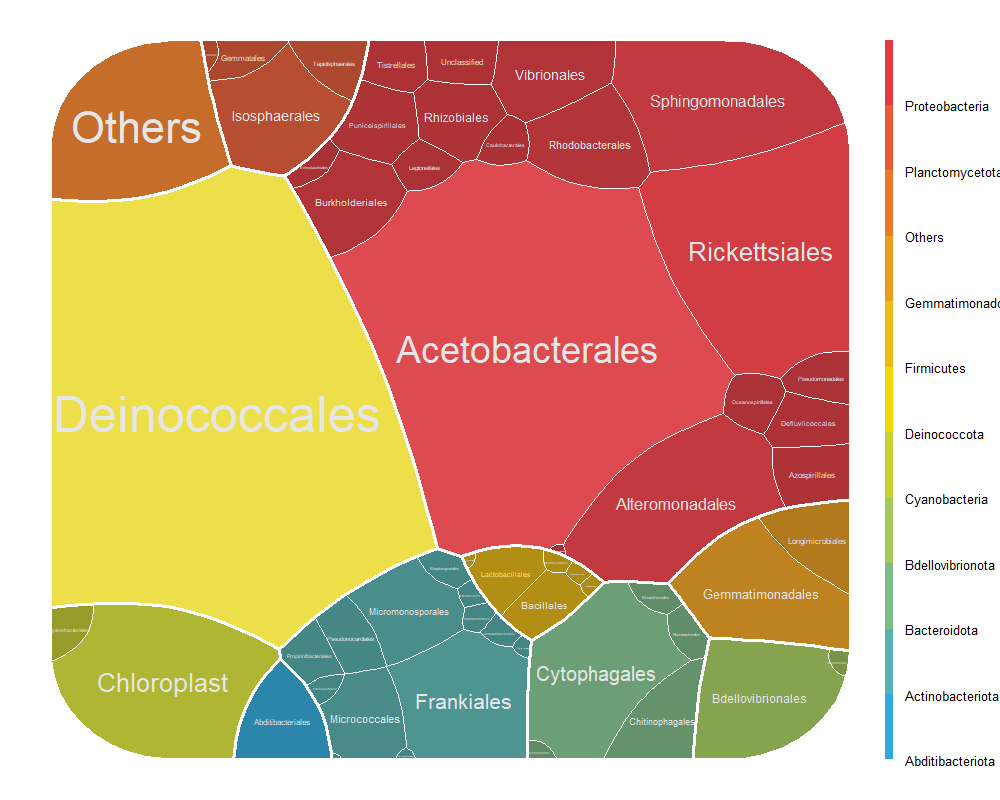 Gemmatales
Tepidisphaerales
Tistrellales
Unclassified
Vibrionales
Sphingomonadales
Others
Isosphaerales
Puniceispirillales
Rhizobiales
Caulobacterales
Rhodobacterales
Legionellales
Burkholderiales
Rickettsiales
Acetobacterales
Deinococcales
Pseudomonadales
Oceanospirillales
Defluviicoccales
Azospirillales
Alteromonadales
Longimicrobiales
Gemmatimonadales
Lactobacillales
Bacillales
Micromonosporales
Pseudonocardiales
Propionibacteriales
Chloroplast
Cytophagales
Frankiales
Bdellovibrionales
Abditibacteriales
Micrococcales
Chitinophagales
Proteobacteria
Planctomycetota
Others
Gemmatimonado
Firmicutes
Deinococcota
Cyanobacteria
Bdellovibrionota
Bacteroidota
Actinobacteriota
Abditibacteriota